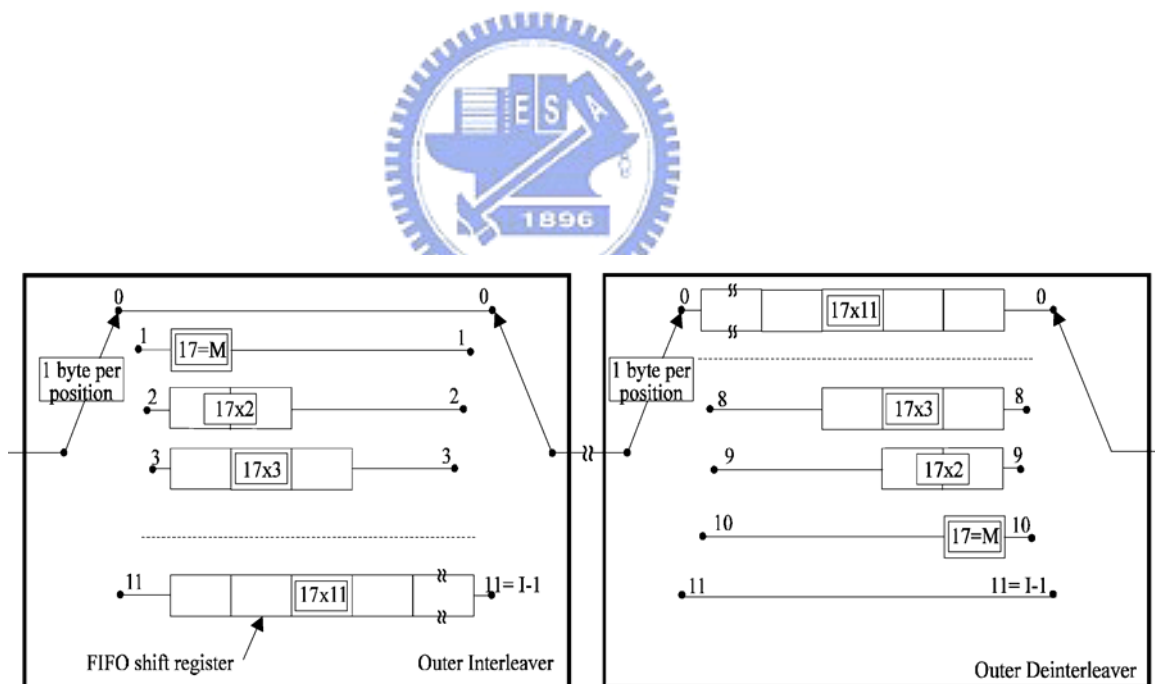 E S A
1896
0 0
1 17=M 1
1 byte per
position
2 17x2 2
3 17x3 3
11 17x11 11= I-1
FIFO shift register
Outer Interleaver
0 17x11 0
1 byte per
position
8 17x3 8
9 17x2 9
10 17=M 10
11 11= I-1
Outer Deinterleaver